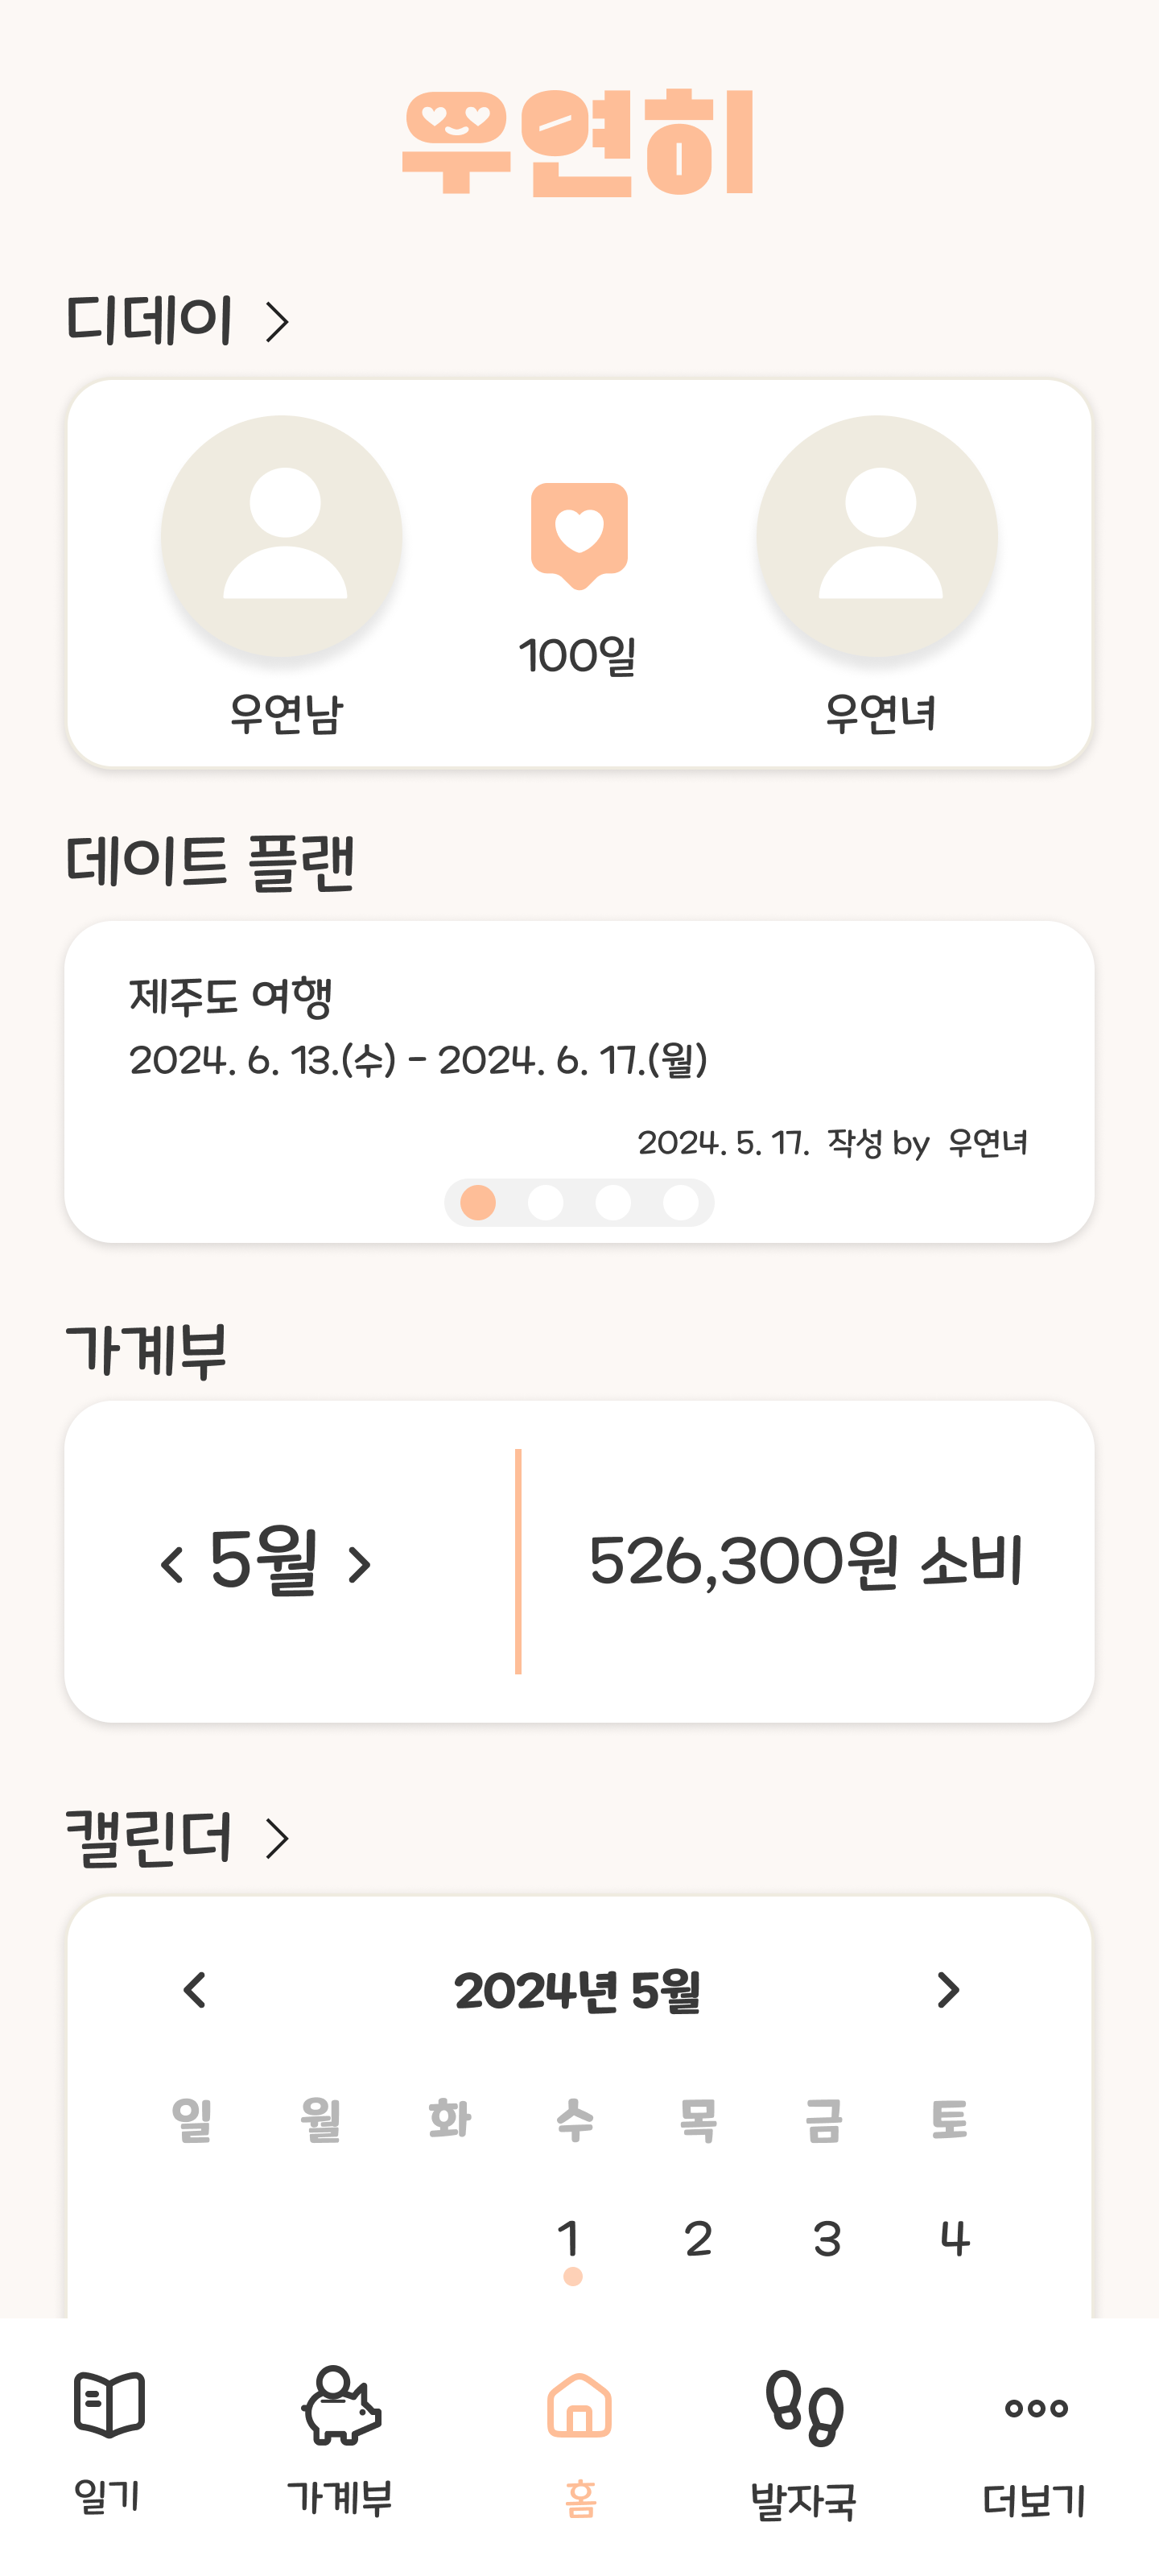 우연히
디데이
100일
우연남
우연녀
데이트 플랜
제주도 여행
2024. 6. 13.(수) - 2024. 6. 17.(월)
2024. 5. 17. 작성 by 우연녀
가계부
5월
526,300원 소비
캘린더
2024년 5월
일 월 화 수 목 금 토
1 2 3 4
일기 가계부 홈 발자국 더보기